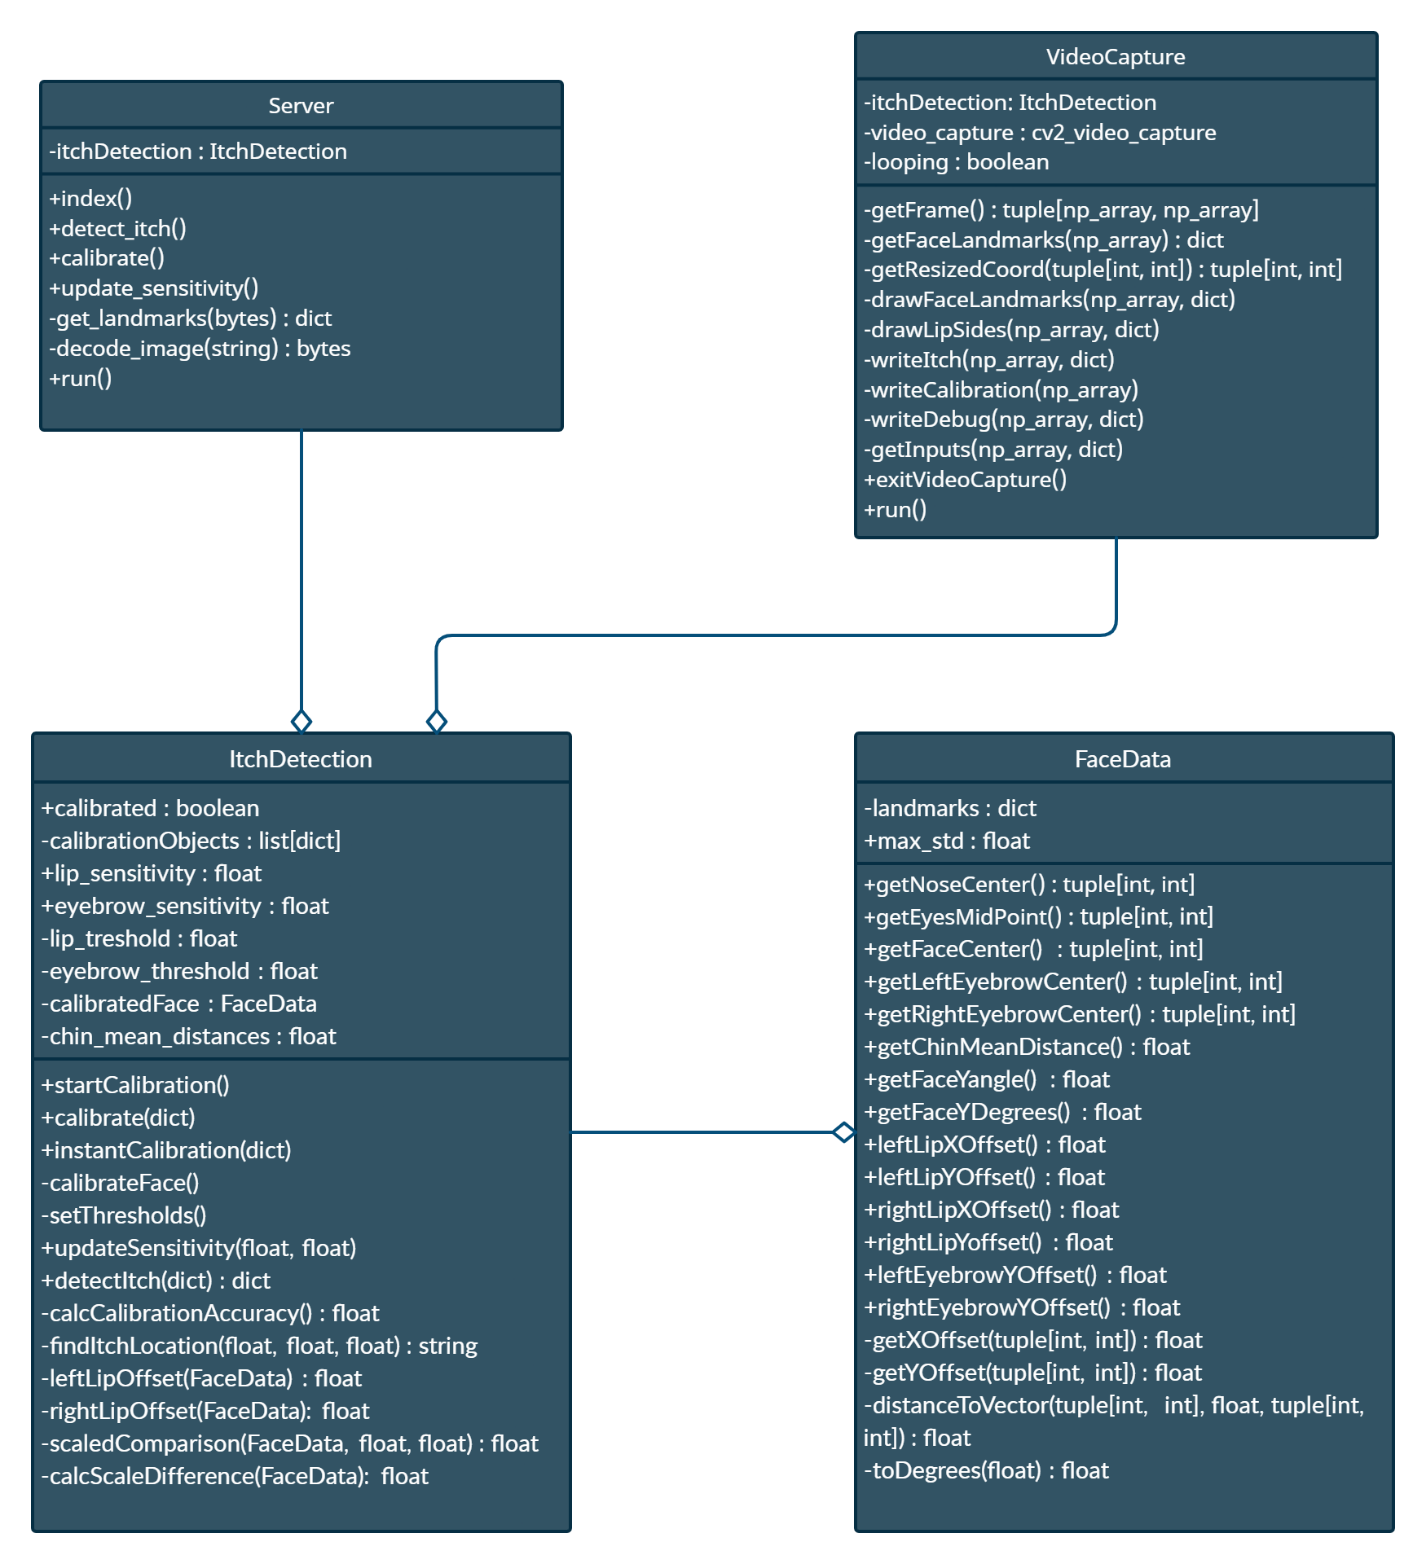 Server
-itchDetection : ItchDetection
+index()
+detect_itch()
+calibrate()
+update_sensitivity()
-get_landmarks(bytes) : dict
-decode_image(string) : bytes
+run()
VideoCapture
-itchDetection: ItchDetection
-video_capture : cv2_video_capture
-looping : boolean
-getFrame() : tuple[np_array, np_array]
-getFaceLandmarks(np_array) : dict
-getResizedCoord(tuple[int, int]) : tuple[int, int]
-drawFaceLandmarks(np_array, dict)
-drawLipSides(np_array, dict)
-writeItch(np_array, dict)
-writeCalibration(np_array)
-writeDebug(np_array, dict)
-getInputs(np_array, dict)
+exitVideoCapture()
+run()
ItchDetection
+calibrated : boolean
-calibrationObjects : list[dict]
+lip_sensitivity : float
+eyebrow_sensitivity : float
-lip_treshold : float
-eyebrow_threshold : float
-calibratedFace : FaceData
-chin_mean_distances : float
+startCalibration()
+calibrate(dict)
+instantCalibration(dict)
-calibrateFace()
-setThresholds()
+updateSensitivity(float, float)
+detectItch(dict) : dict
-calcCalibrationAccuracy() : float
-findItchLocation(float, float, float) : string
-leftLipOffset(FaceData) : float
-rightLipOffset(FaceData): float
-scaledComparison(FaceData, float, float) : float
-calcScaleDifference(FaceData): float
FaceData
-landmarks : dict
+max_std : float
+getNoseCenter() : tuple[int, int]
+getEyesMidPoint() : tuple[int, int]
+getFaceCenter() : tuple[int, int]
+getLeftEyebrowCenter() : tuple[int, int]
+getRightEyebrowCenter() : tuple[int, int]
+getChinMeanDistance() : float
+getFaceYangle() : float
+getFaceYDegrees() : float
+leftLipXOffset() : float
+leftLipYOffset() : float
+rightLipXOffset() : float
+rightLipYoffset() : float
+leftEyebrowYOffset() : float
+rightEyebrowYOffset() : float
-getXOffset(tuple[int, int]) : float
-getYOffset(tuple[int, int]) : float
-distanceToVector(tuple[int, int], float, tuple[int,
int]) : float
-toDegrees(float) : float